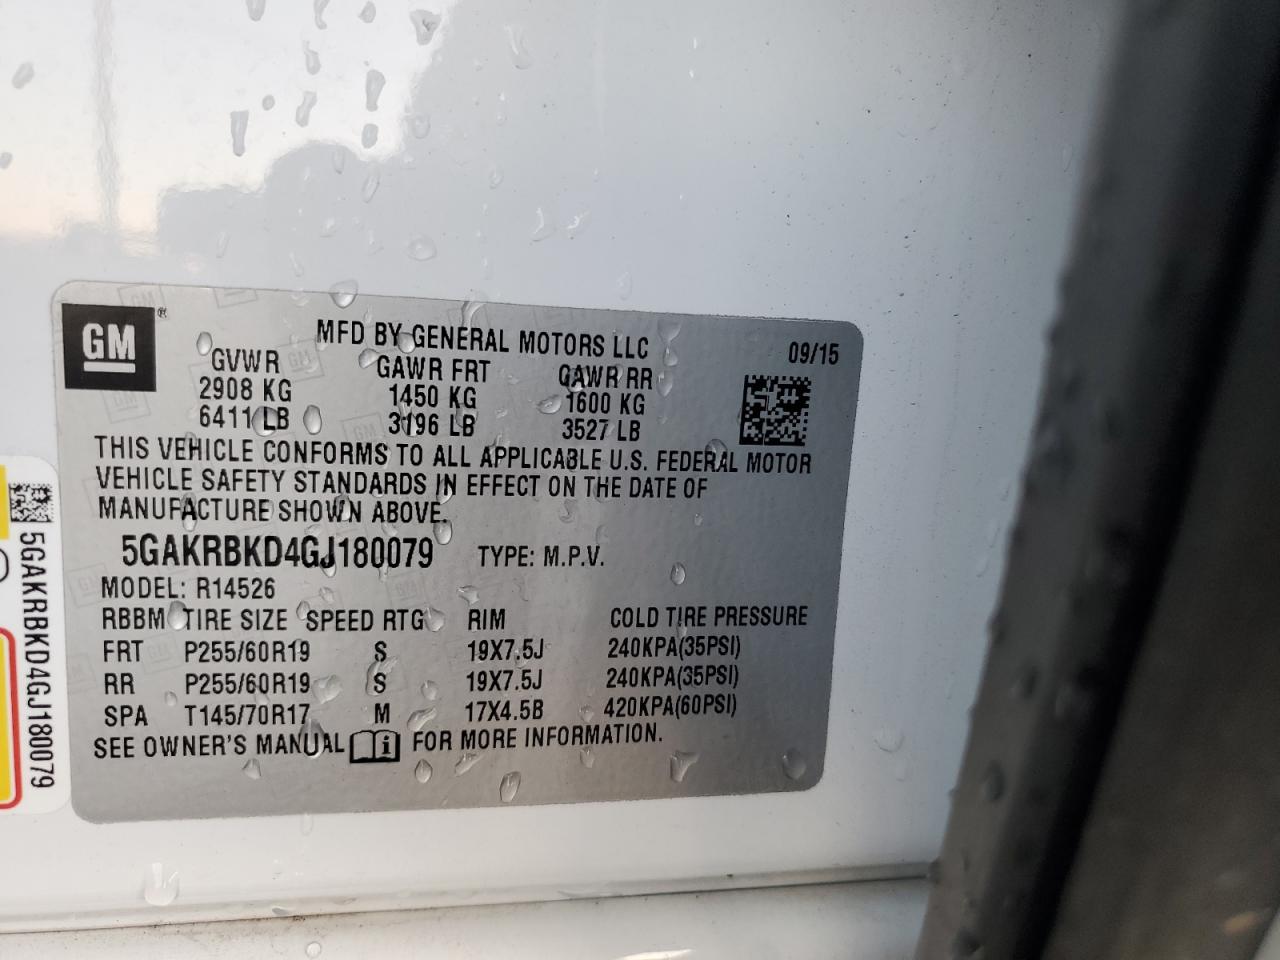 GM ®
MFD BY GENERAL MOTORS LLC
09/15
GVWR GAWR FRT GAWR RR
2908 KG 1450 KG 1600 KG
6411 LB 3196 LB 3527 LB
THIS VEHICLE CONFORMS TO ALL APPLICABLE U.S. FEDERAL MOTOR
VEHICLE SAFETY STANDARDS IN EFFECT ON THE DATE OF
MANUFACTURE SHOWN ABOVE.
5GAKRBKD4GJ180079 TYPE: M.P.V.
MODEL: R14526
RBBM TIRE SIZE SPEED RTG RIM COLD TIRE PRESSURE
FRT P255/60R19 S 19X7.5J 240KPA(35PSI)
RR P255/60R19 S 19X7.5J 240KPA(35PSI)
SPA T145/70R17 M 17X4.5B 420KPA(60PSI)
SEE OWNER'S MANUAL i FOR MORE INFORMATION.
5GAKRBKD4GJ180079